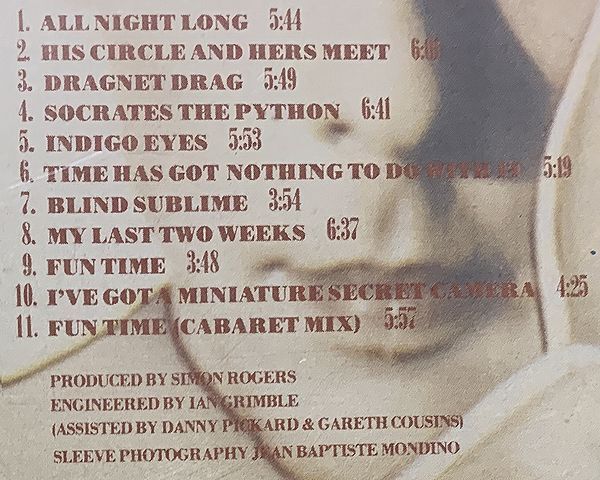 1. ALL NIGHT LONG 5:44
2. HIS CIRCLE AND HERS MEET
3. DRAGNET DRAG 5:49
4. SOCRATES THE PYTHON 6:41
5. INDIGO EYES 5:53
6. TIME HAS GOT NOTHING TO DO WITH IT 5:19
7. BLIND SUBLIME 3:54
8. MY LAST TWO WEEKS 6:37
9. FUN TIME 3:48
10. I'VE GOT A MINIATURE SECRET CAMERA 4:25
11. FUN TIME (CABARET MIX) 5:57
PRODUCED BY SIMON ROGERS
ENGINEERED BY IAN GRIMBLE
(ASSISTED BY DANNY PICKARD & GARETH COUSINS)
SLEEVE PHOTOGRAPHY JEAN BAPTISTE MONDINO